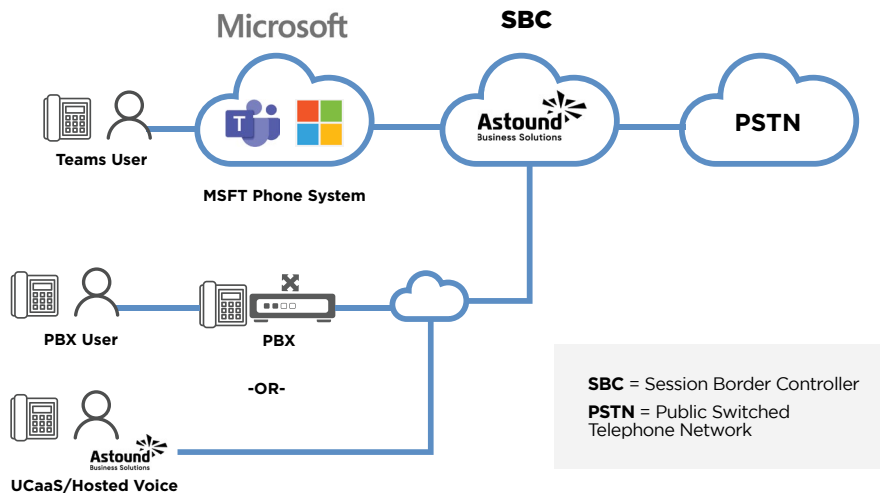 Microsoft
SBC
T
Astound
Business Solutions
PSTN
Teams User
MSFT Phone System
PBX User
PBX
-OR-
Astound
Business Solutions
UCaaS/Hosted Voice
SBC = Session Border Controller
PSTN = Public Switched
Telephone Network